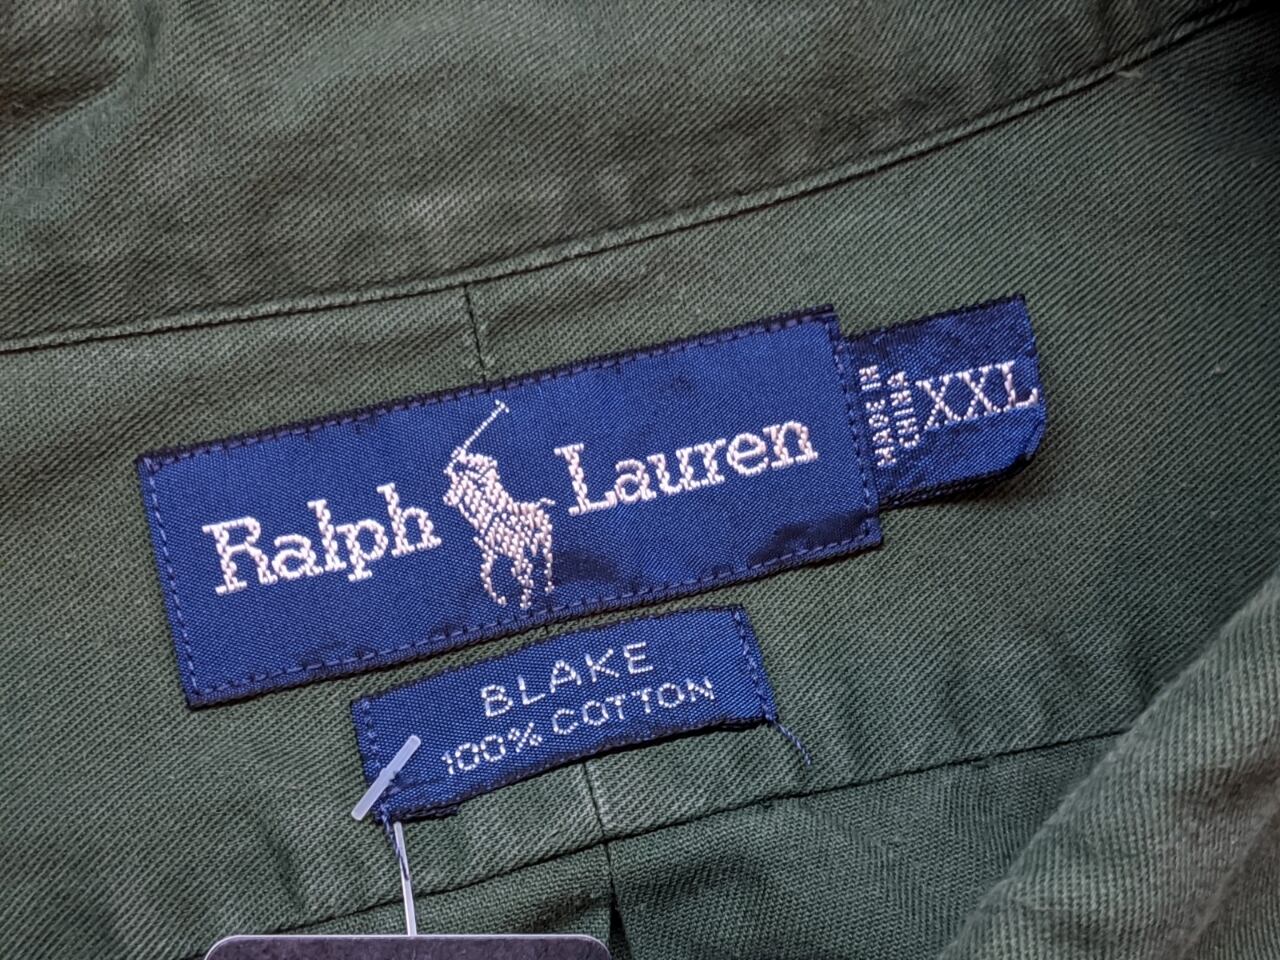 Ralph Lauren
MADE IN
CHINA
XXL
BLAKE
100% COTTON